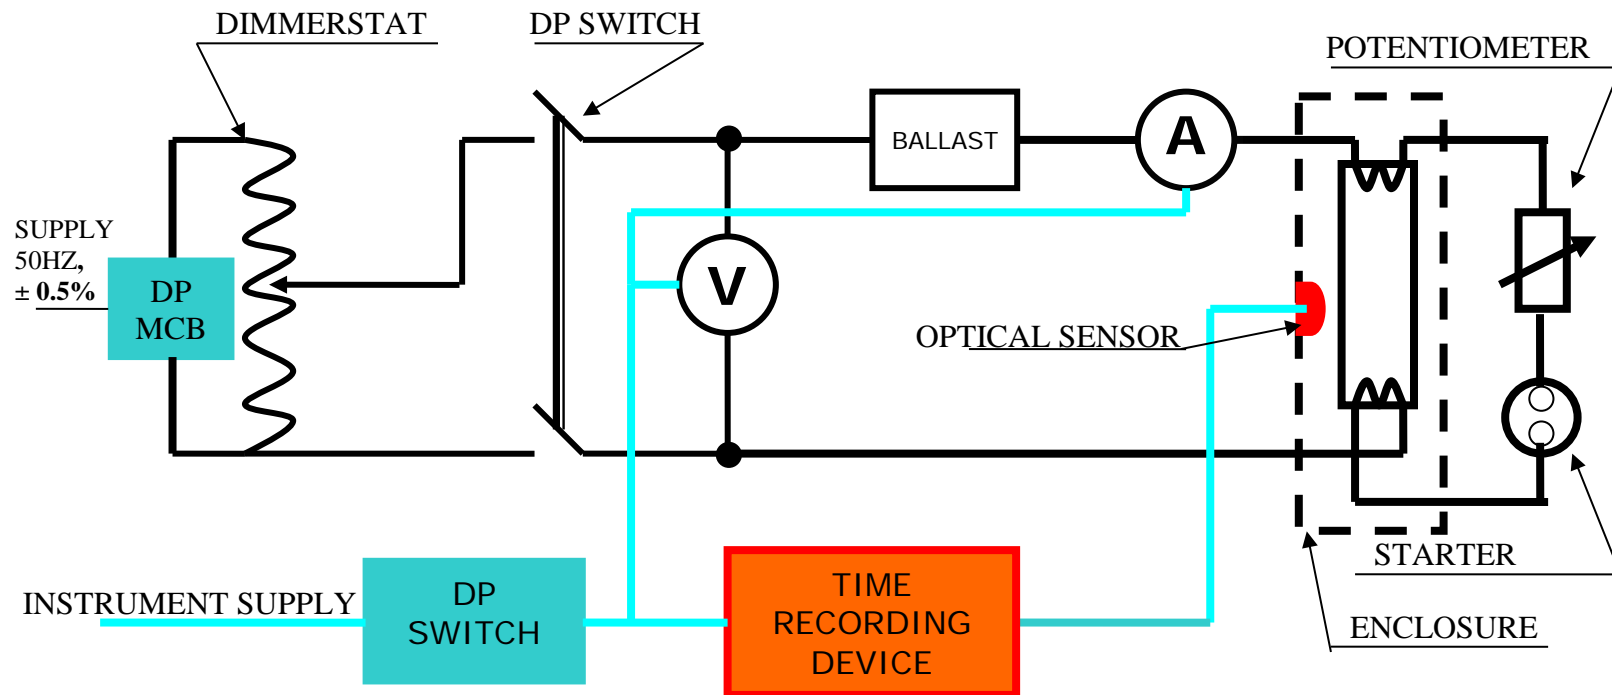 DIMMERSTAT
DP SWITCH
POTENTIOMETER
BALLAST
A
SUPPLY
50HZ,
± 0.5%
DP
MCB
V
OPTICAL SENSOR
STARTER
INSTRUMENT SUPPLY
DP
SWITCH
TIME
RECORDING
DEVICE
ENCLOSURE